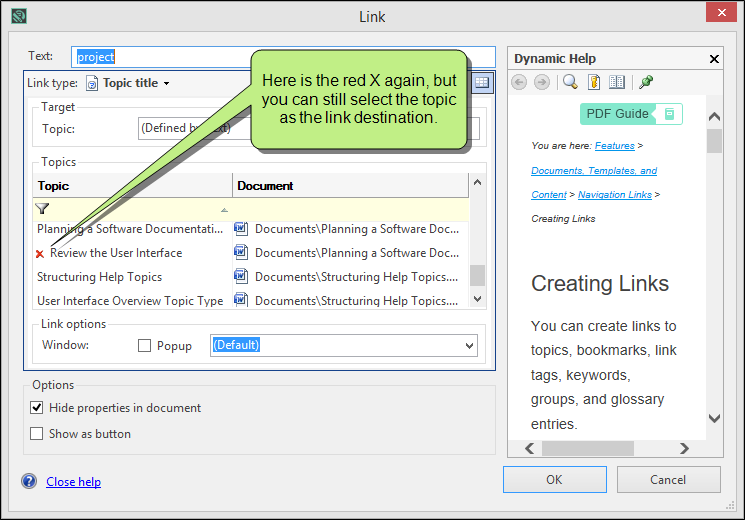 Link
Text: project
Link type: Topic title
Here is the red X again, but
you can still select the topic
as the link destination.
Target
Topic: (Defined by text)
Topics
Topic Document
Planning a Software Documentati... Documents\Planning a Software Doc...
Review the User Interface Documents\Planning a Software Doc...
Structuring Help Topics Documents\Structuring Help Topics....
User Interface Overview Topic Type Documents\Structuring Help Topics....
Link options
Window: Popup (Default)
Options
Hide properties in document
Show as button
Close help
Dynamic Help
PDF Guide
You are here: Features >
Documents, Templates, and
Content > Navigation Links >
Creating Links
Creating Links
You can create links to
topics, bookmarks, link
tags, keywords,
groups, and glossary
entries.
OK Cancel